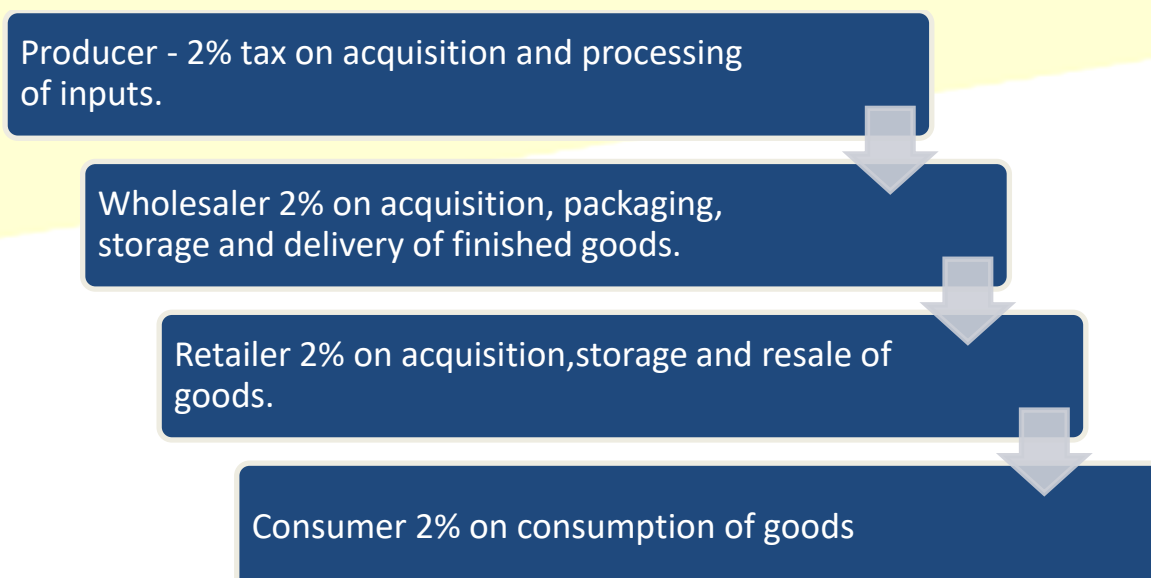 Producer - 2% tax on acquisition and processing
of inputs.
Wholesaler 2% on acquisition, packaging,
storage and delivery of finished goods.
Retailer 2% on acquisition,storage and resale of
goods.
Consumer 2% on consumption of goods